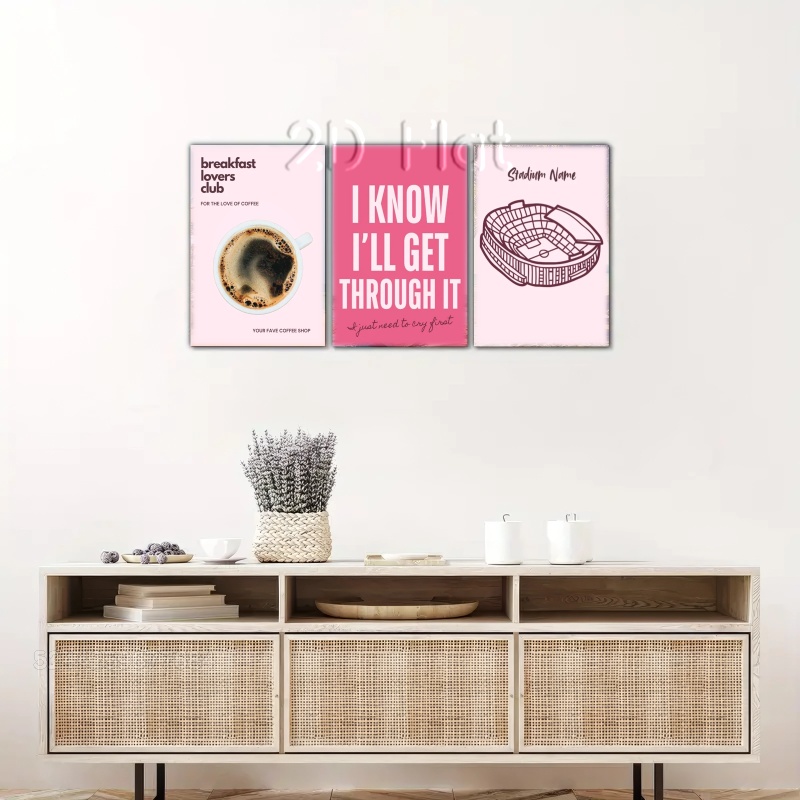 2D Flat
breakfast
lovers
club
FOR THE LOVE OF COFFEE
YOUR FAVE COFFEE SHOP
I KNOW
I'LL GET
THROUGH IT
I just need to cry first
Stadium Name